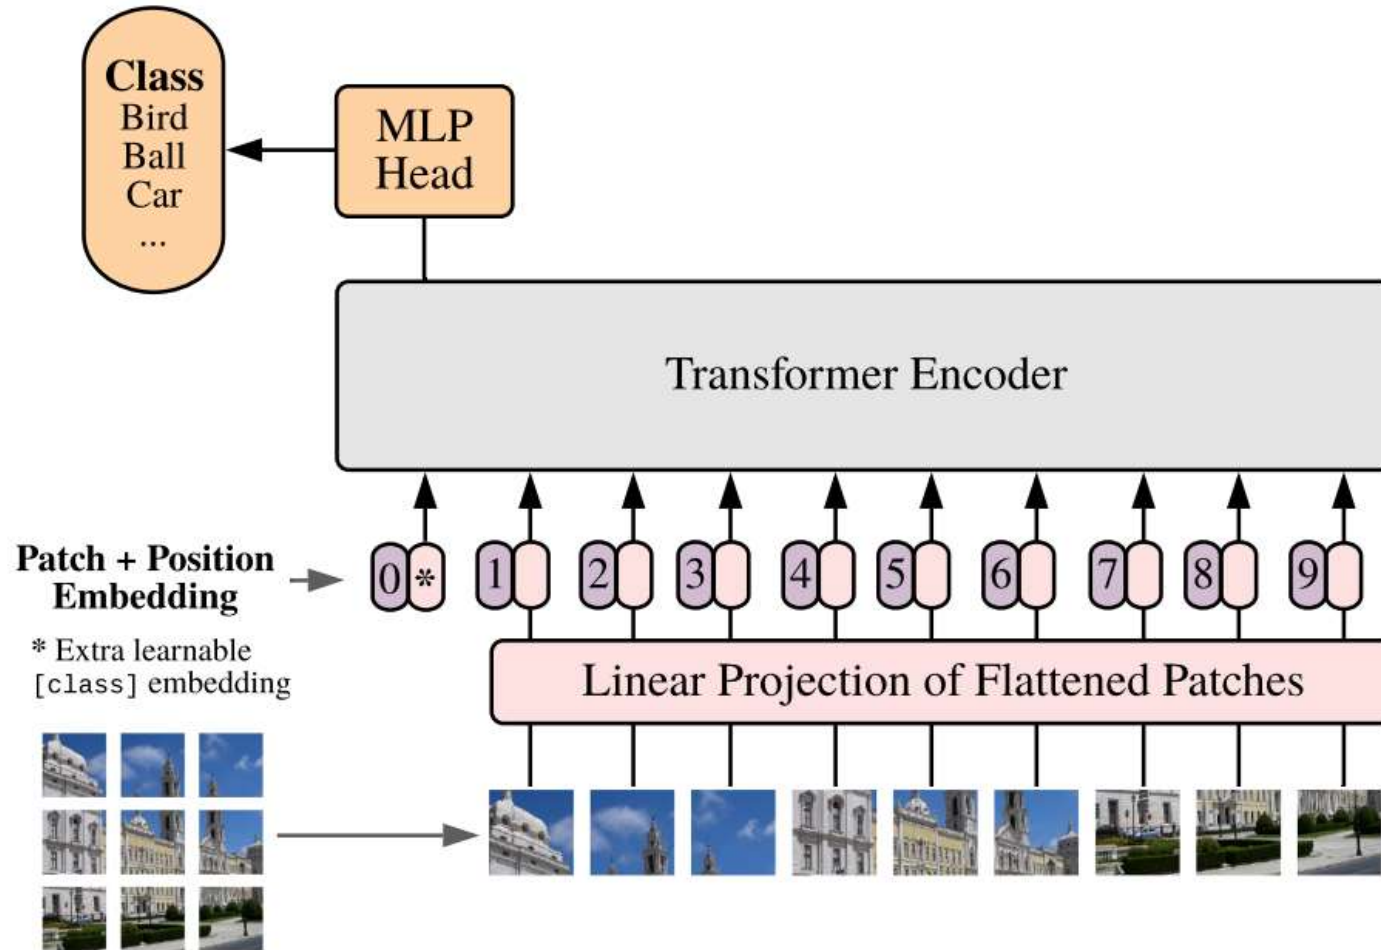 Class
Bird
Ball
Car
...
MLP
Head
Transformer Encoder
Patch + Position
Embedding
* Extra learnable
[class] embedding
0 * 1 2 3 4 5 6 7 8 9
Linear Projection of Flattened Patches